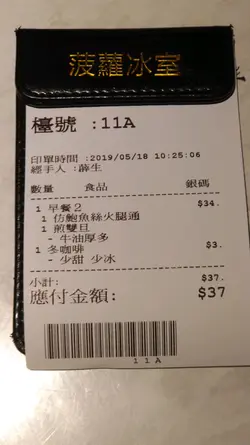 菠蘿冰室
檯號 :11A
印單時間 :2019/05/18 10:25:06
經手人 :薛生
數量 食品 銀碼
1 早餐2 $34.
1 仿鮑魚絲火腿通
1 煎雙旦
- 牛油厚多
1 冬咖啡 $3.
- 少甜 少冰
小計: $37.
應付金額: $37
11A